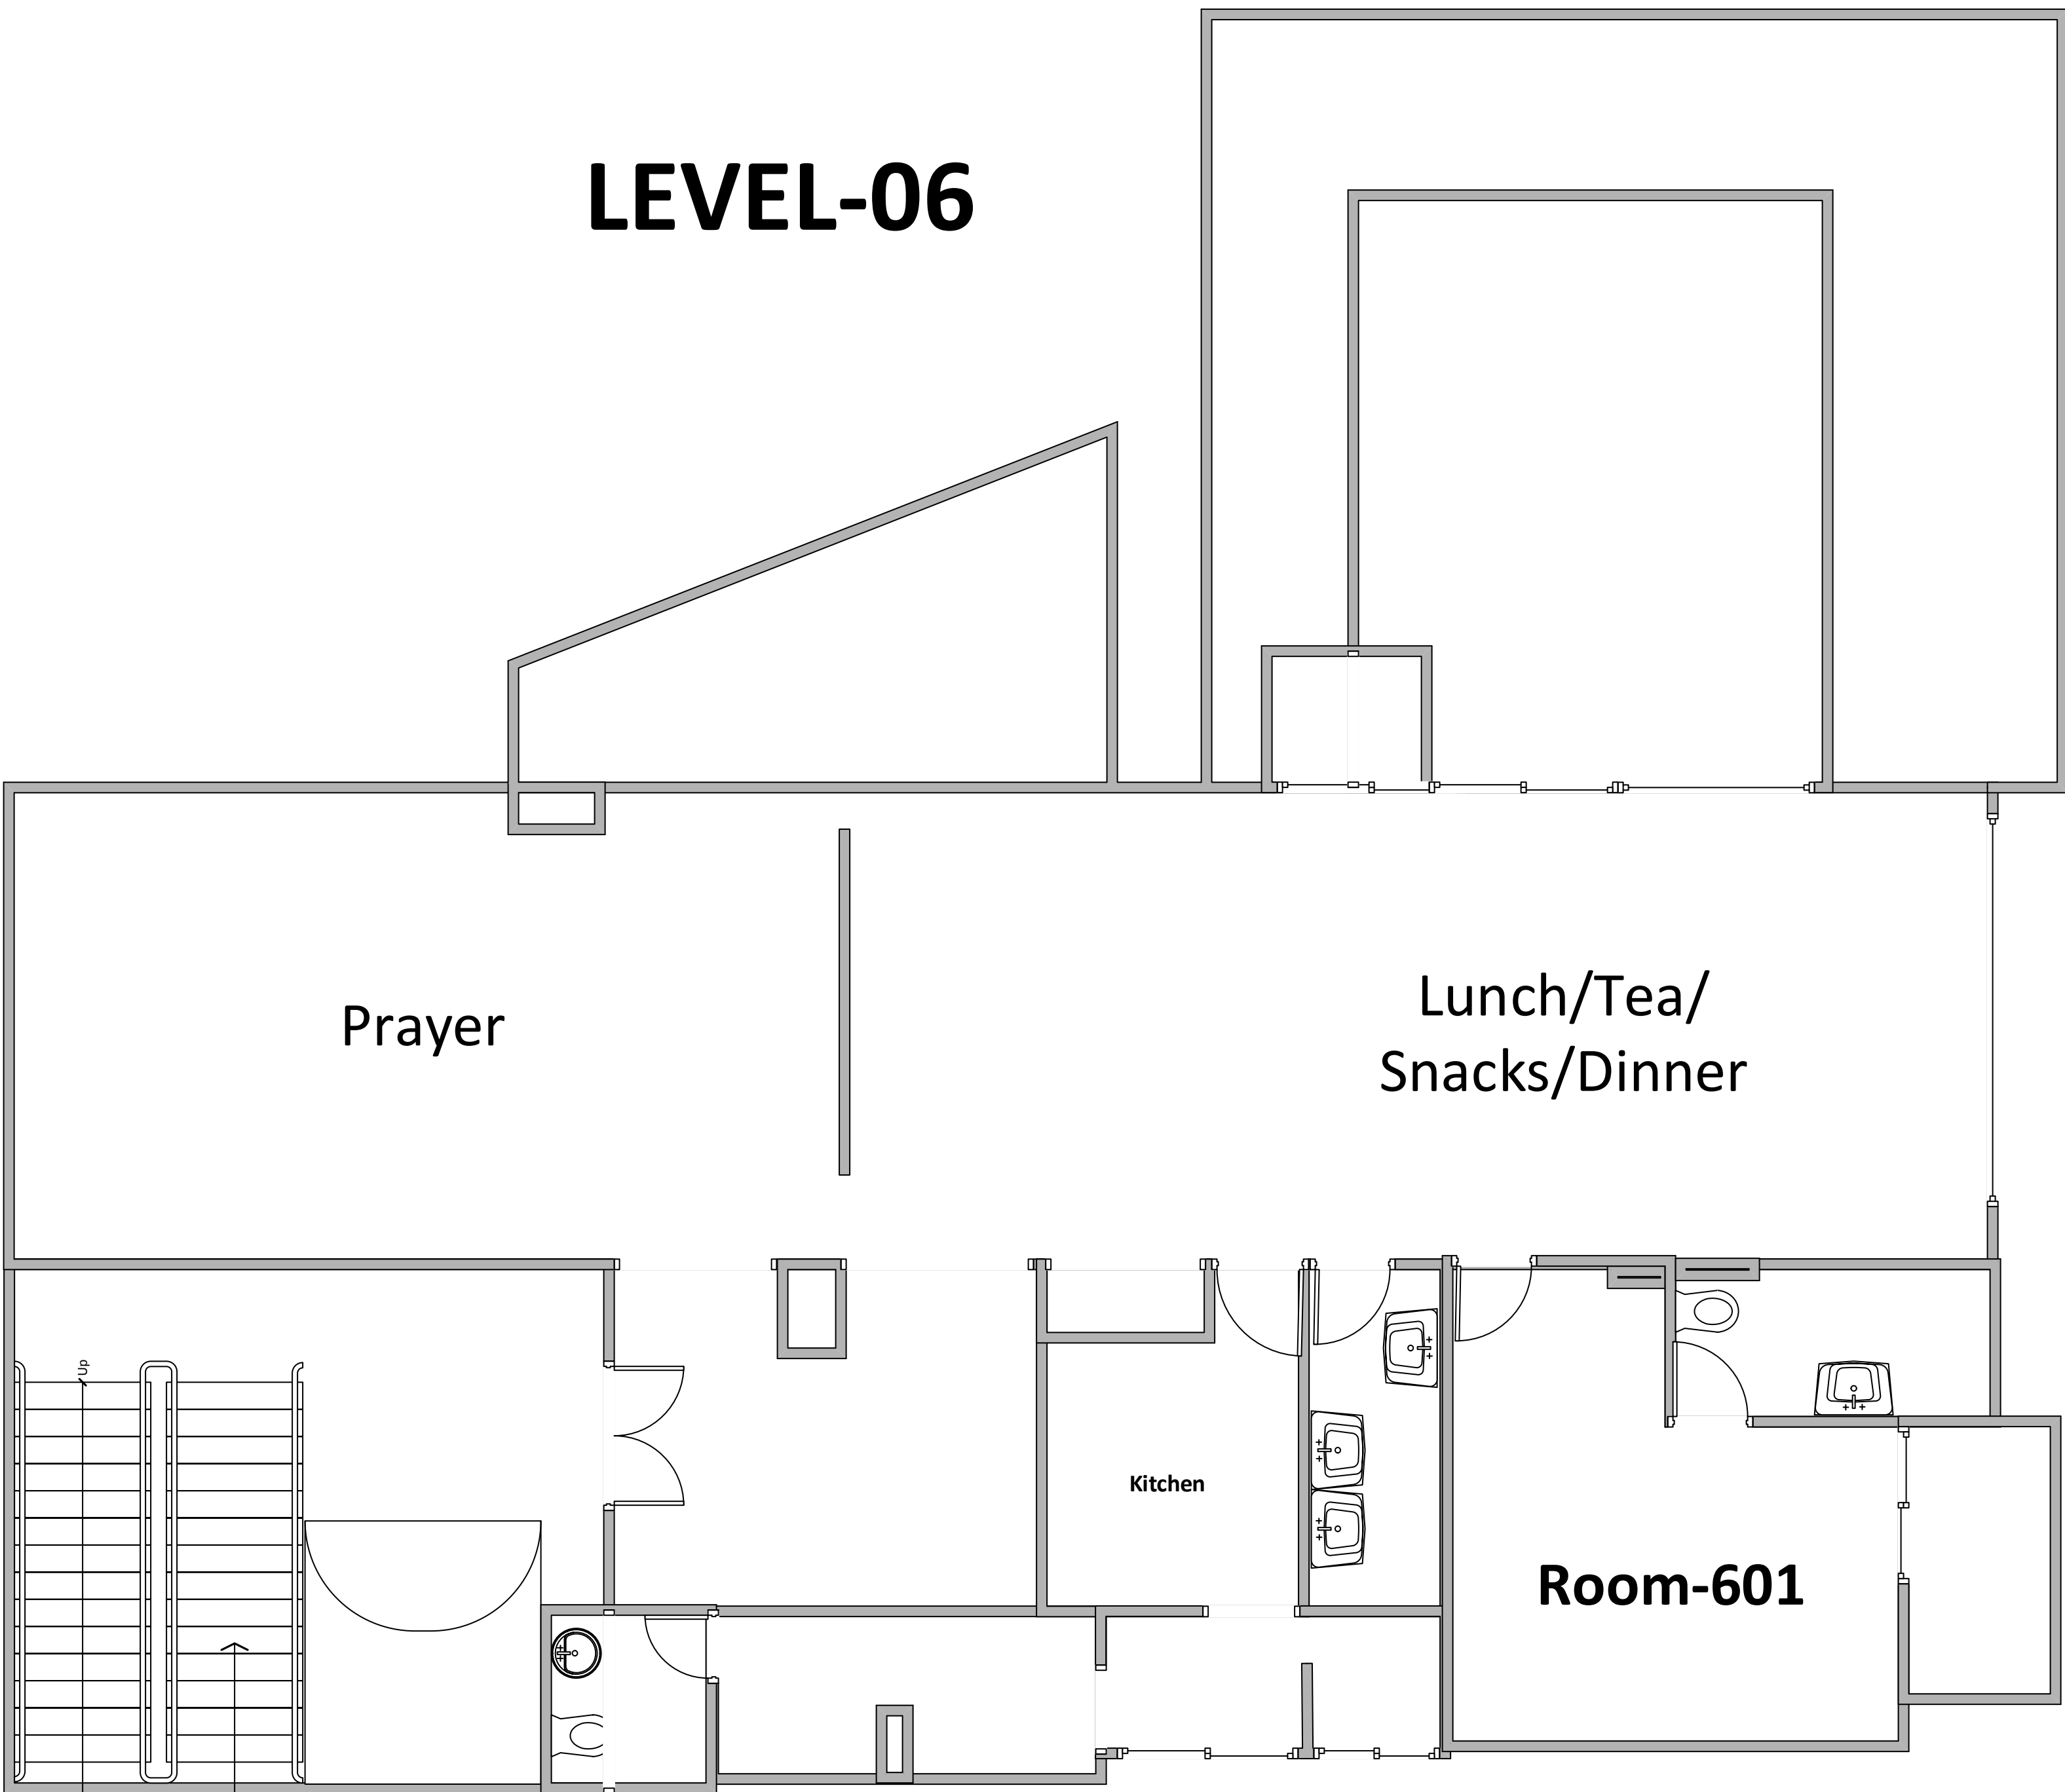 LEVEL-06
Prayer
Lunch/Tea/
Snacks/Dinner
Up
Kitchen
Room-601